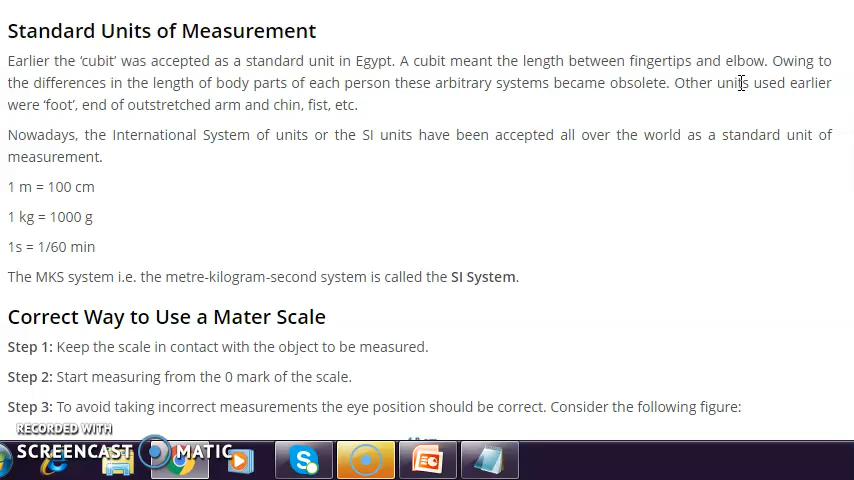 Standard Units of Measurement
Earlier the ‘cubit’ was accepted as a standard unit in Egypt. A cubit meant the length between fingertips and elbow. Owing to
the differences in the length of body parts of each person these arbitrary systems became obsolete. Other units used earlier
were ‘foot’, end of outstretched arm and chin, fist, etc.
Nowadays, the International System of units or the SI units have been accepted all over the world as a standard unit of
measurement.
1 m = 100 cm
1 kg = 1000 g
1s = 1/60 min
The MKS system i.e. the metre-kilogram-second system is called the SI System.
Correct Way to Use a Mater Scale
Step 1: Keep the scale in contact with the object to be measured.
Step 2: Start measuring from the 0 mark of the scale.
Step 3: To avoid taking incorrect measurements the eye position should be correct. Consider the following figure:
RECORDED WITH
SCREENCAST MATIC